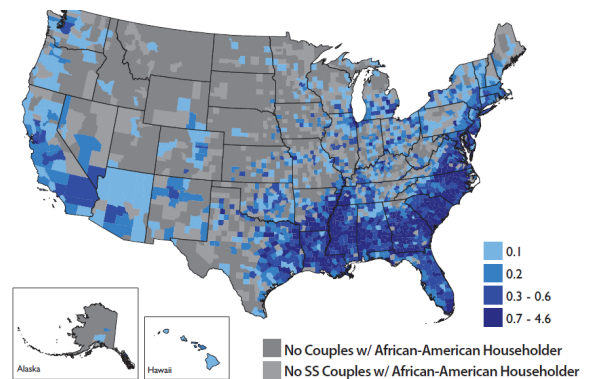 0.1
0.2
0.3 - 0.6
0.7 - 4.6
No Couples w/ African-American Householder
No SS Couples w/ African-American Householder
Alaska
Hawaii